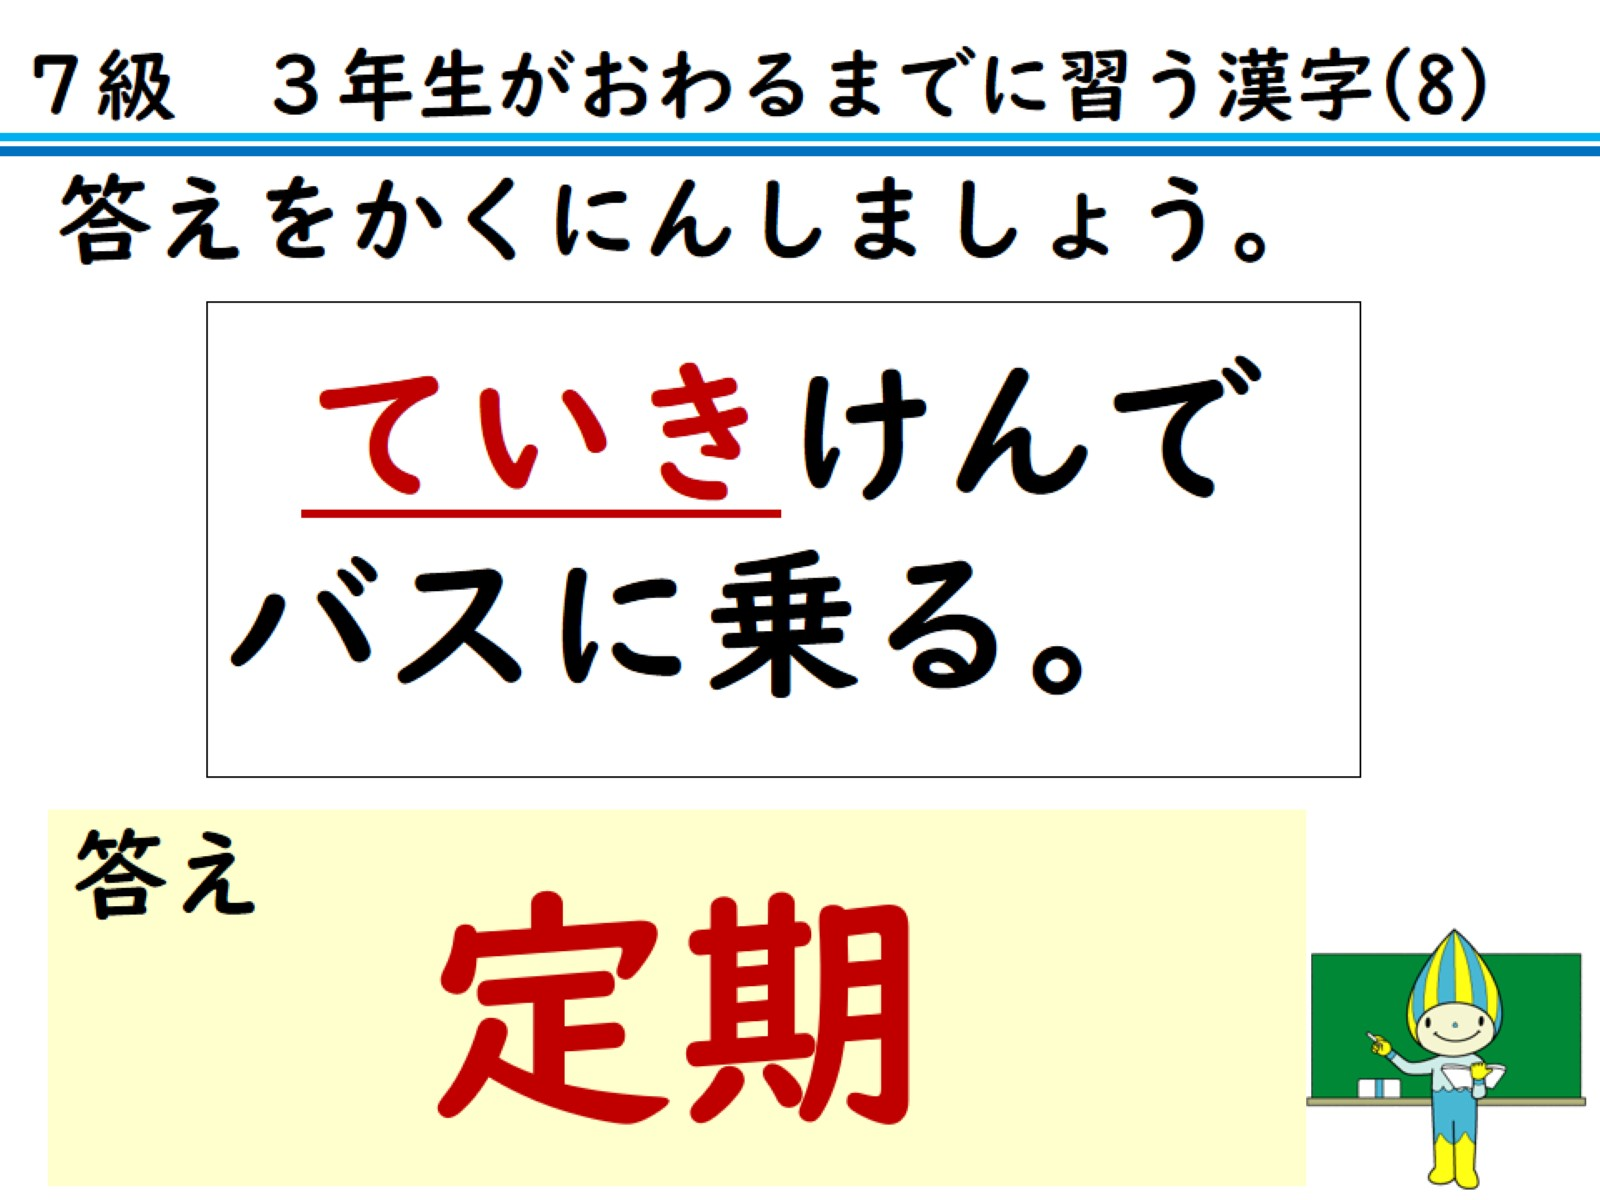 ７級　３年生がおわるまでに習う漢字(8)
答えをかくにんしましょう。
ていきけんで
バスに乗る。
答え
定期